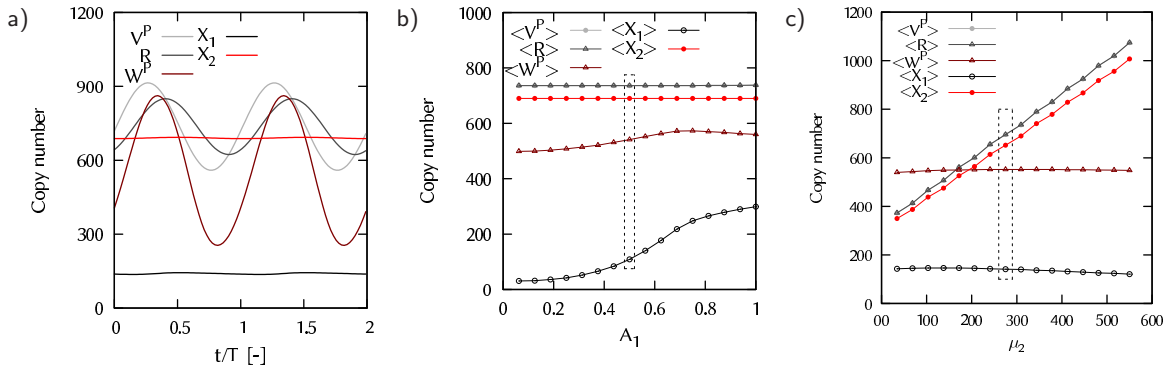 a)
Copy number
1200
900
600
300
0
V^P
R
W^P
X_1
X_2
0
0.5
1
1.5
2
t/T [-]
b)
Copy number
1000
800
600
400
200
0
<V^P>
<R>
<W^P>
<X_1>
<X_2>
0
0.2
0.4
0.6
0.8
1
A_1
c)
Copy number
1200
1000
800
600
400
200
0
<V^P>
<R>
<W^P>
<X_1>
<X_2>
00
100
200
300
400
500
600
μ_2